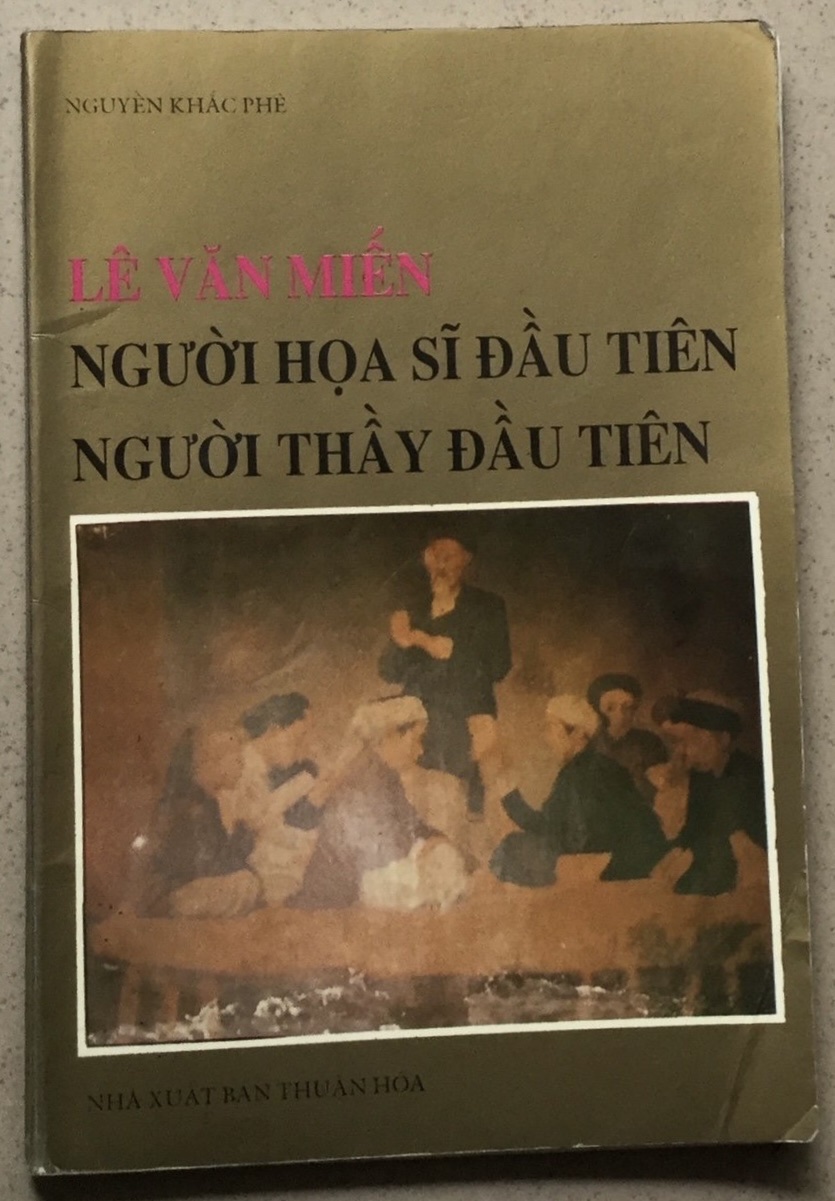 NGUYỄN KHẮC PHÊ
LÊ VĂN MIẾN
NGƯỜI HỌA SĨ ĐẦU TIÊN
NGƯỜI THẦY ĐẦU TIÊN
NHÀ XUẤT BẢN THUẬN HÓA